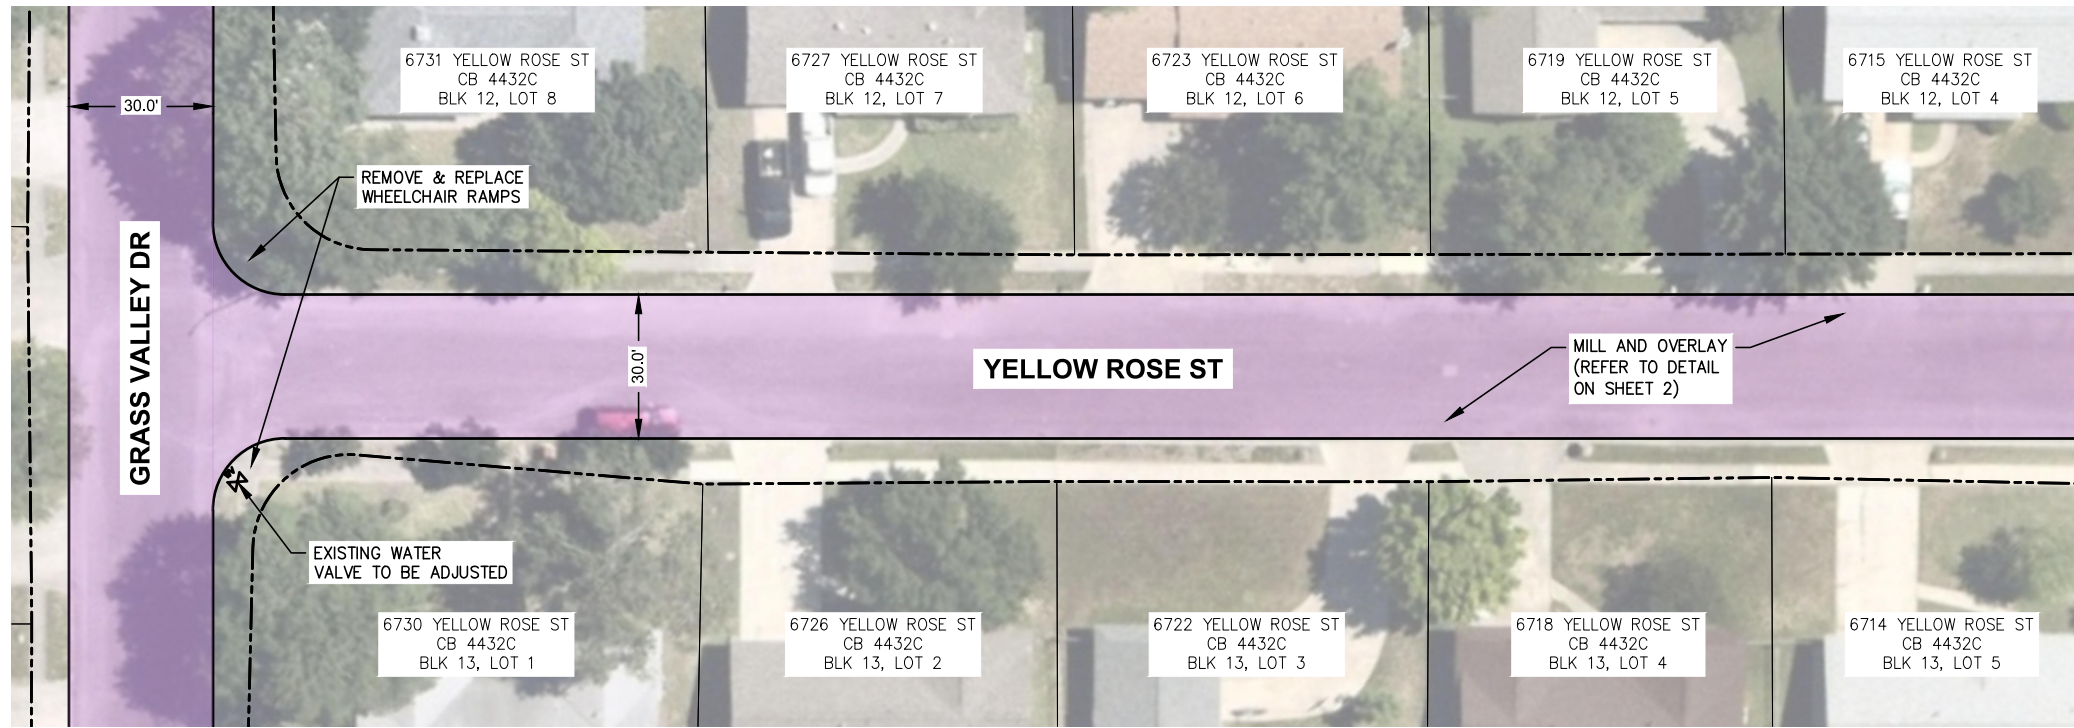 6731 YELLOW ROSE ST
CB 4432C
BLK 12, LOT 8
6727 YELLOW ROSE ST
CB 4432C
BLK 12, LOT 7
6723 YELLOW ROSE ST
CB 4432C
BLK 12, LOT 6
6719 YELLOW ROSE ST
CB 4432C
BLK 12, LOT 5
6715 YELLOW ROSE ST
CB 4432C
BLK 12, LOT 4
30.0'
REMOVE & REPLACE
WHEELCHAIR RAMPS
GRASS VALLEY DR
30.0'
YELLOW ROSE ST
MILL AND OVERLAY
(REFER TO DETAIL
ON SHEET 2)
EXISTING WATER
VALVE TO BE ADJUSTED
6730 YELLOW ROSE ST
CB 4432C
BLK 13, LOT 1
6726 YELLOW ROSE ST
CB 4432C
BLK 13, LOT 2
6722 YELLOW ROSE ST
CB 4432C
BLK 13, LOT 3
6718 YELLOW ROSE ST
CB 4432C
BLK 13, LOT 4
6714 YELLOW ROSE ST
CB 4432C
BLK 13, LOT 5